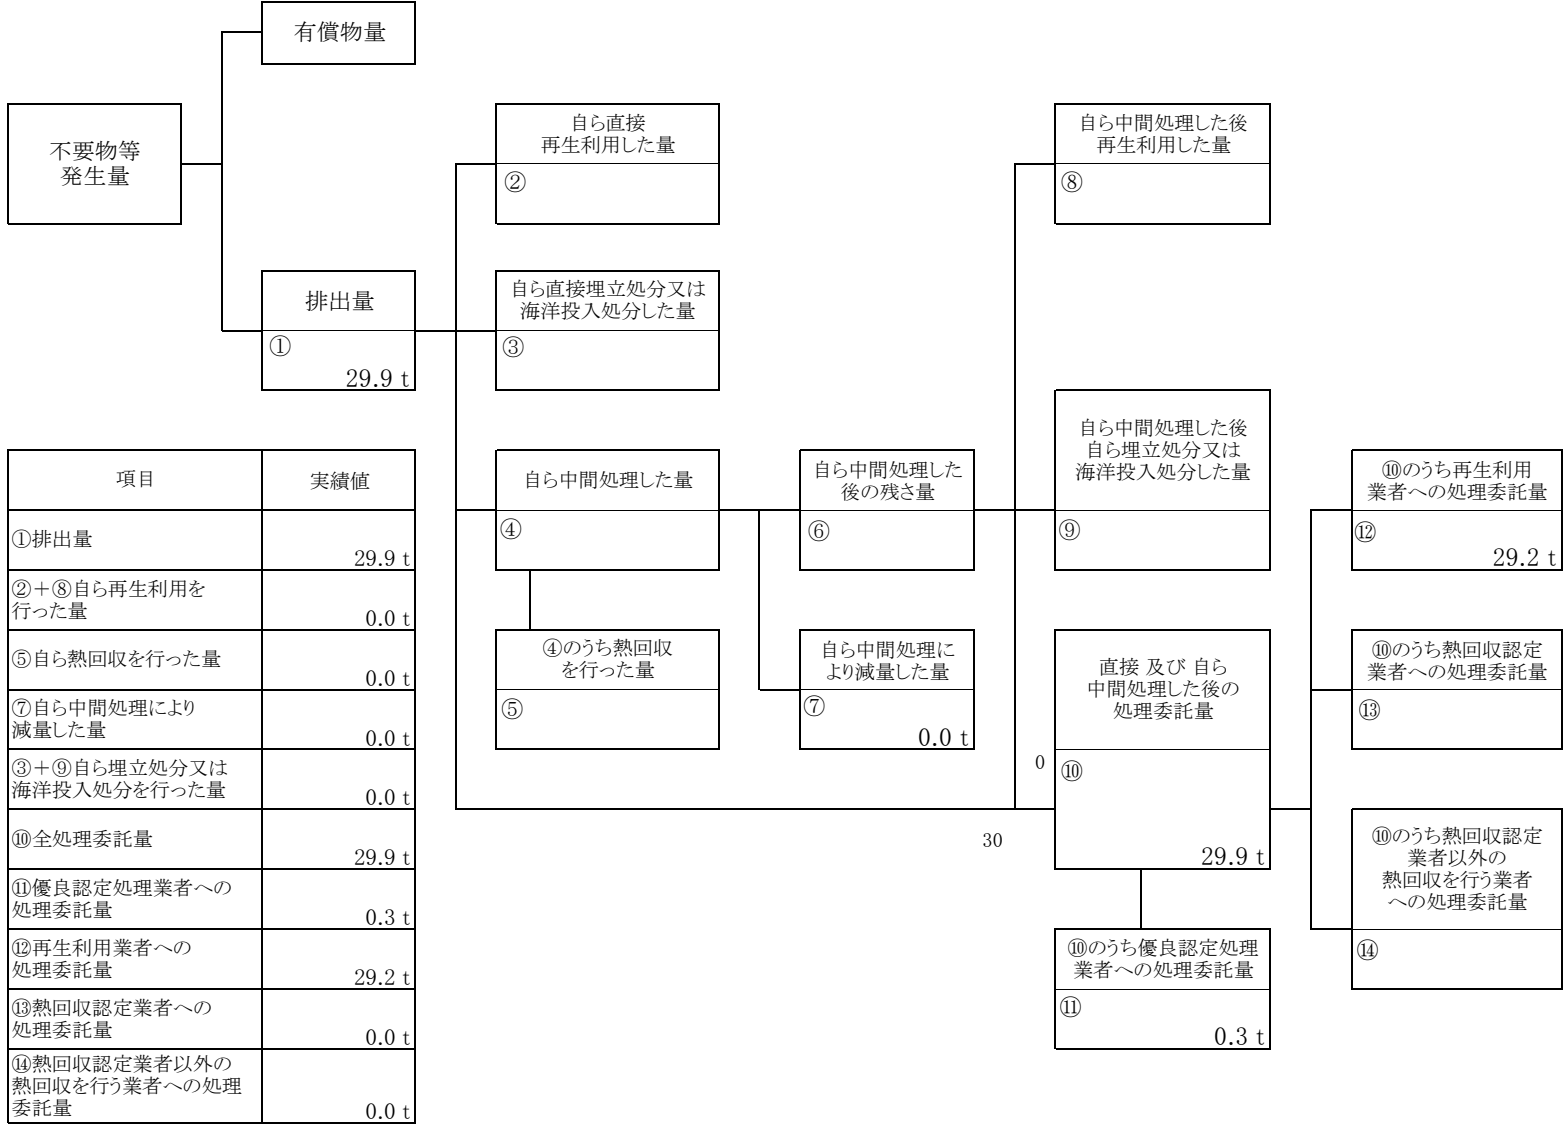 有償物量
不要物等
発生量
自ら直接
再生利用した量
②
自ら中間処理した後
再生利用した量
⑧
排出量
①
29.9 t
自ら直接埋立処分又は
海洋投入処分した量
③
自ら中間処理した量
④
自ら中間処理した
後の残さ量
⑥
自ら中間処理した後
自ら埋立処分又は
海洋投入処分した量
⑨
⑩のうち再生利用
業者への処理委託量
⑫
29.2 t
④のうち熱回収
を行った量
⑤
自ら中間処理に
より減量した量
⑦
0.0 t
直接 及び 自ら
中間処理した後の
処理委託量
0
⑩
30
29.9 t
⑩のうち熱回収認定
業者への処理委託量
⑬
⑩のうち熱回収認定
業者以外の
熱回収を行う業者
への処理委託量
⑭
⑩のうち優良認定処理
業者への処理委託量
⑪
0.3 t
項目 実績値
①排出量
29.9 t
②＋⑧自ら再生利用を
行った量
0.0 t
⑤自ら熱回収を行った量
0.0 t
⑦自ら中間処理により
減量した量
0.0 t
③＋⑨自ら埋立処分又は
海洋投入処分を行った量
0.0 t
⑩全処理委託量
29.9 t
⑪優良認定処理業者への
処理委託量
0.3 t
⑫再生利用業者への
処理委託量
29.2 t
⑬熱回収認定業者への
処理委託量
0.0 t
⑭熱回収認定業者以外の
熱回収を行う業者への処理
委託量
0.0 t